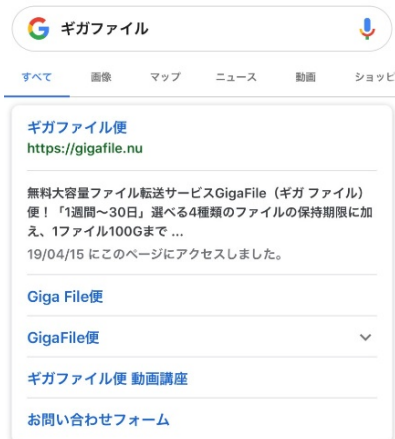 ギガファイル
すべて 画像 マップ ニュース 動画 ショッピ
ギガファイル便
https://gigafile.nu
無料大容量ファイル転送サービスGigaFile（ギガ ファイル）
便！「1週間〜30日」選べる4種類のファイルの保持期限に加
え、1ファイル100Gまで ...
19/04/15 にこのページにアクセスしました。
Giga File便
GigaFile便
ギガファイル便 動画講座
お問い合わせフォーム